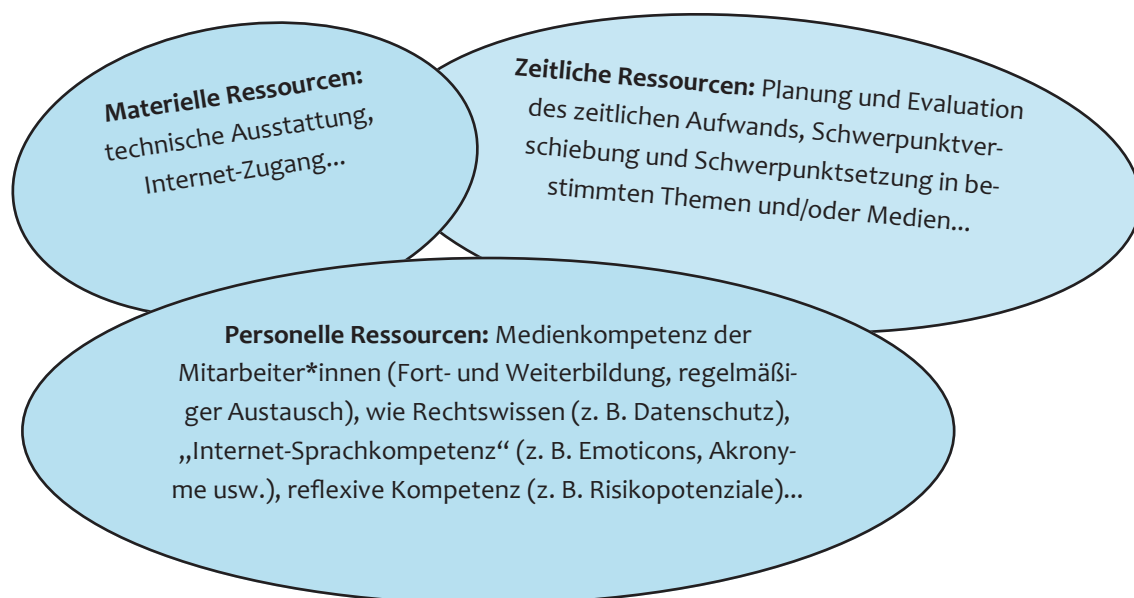 Materielle Ressourcen:
technische Ausstattung,
Internet-Zugang...
Zeitliche Ressourcen: Planung und Evaluation
des zeitlichen Aufwands, Schwerpunktver-
schiebung und Schwerpunktsetzung in be-
stimmten Themen und/oder Medien...
Personelle Ressourcen: Medienkompetenz der
Mitarbeiter*innen (Fort- und Weiterbildung, regelmäßi-
ger Austausch), wie Rechtswissen (z. B. Datenschutz),
„Internet-Sprachkompetenz“ (z. B. Emoticons, Akrony-
me usw.), reflexive Kompetenz (z. B. Risikopotenziale)...